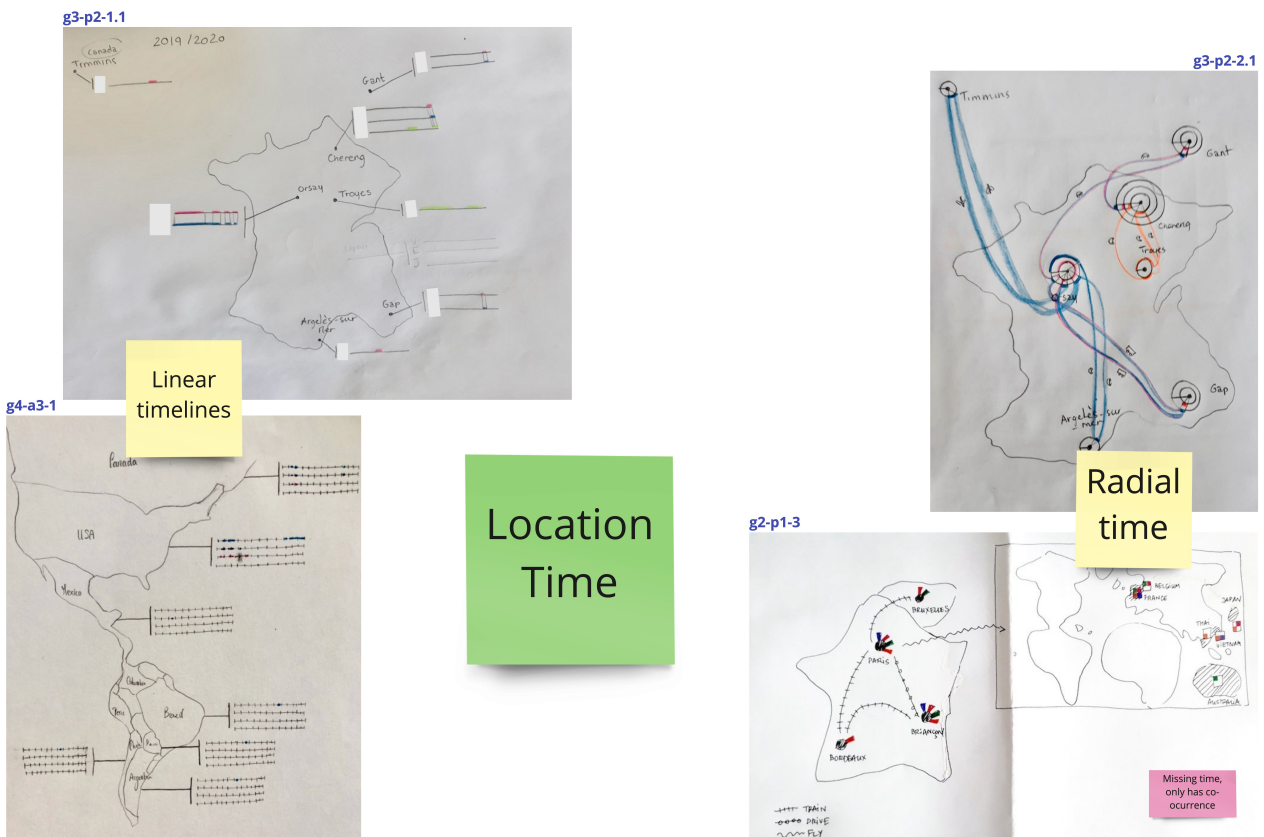 g3-p2-1.1
2019/2020
Canada
Timmins
Gant
Chereng
Orsay
Troyes
Gap
Argelès-sur
Mer
Linear
timelines
g4-a3-1
Canada
USA
Mexico
Peru
Brazil
Location
Time
g3-p2-2.1
Timmins
Gant
Chereng
Troyes
Orsay
Gap
Argelès-sur
mer
Radial
time
g2-p1-3
BRUXELLES
PARIS
BRIANÇON
BORDEAUX
TRAIN
DRIVE
FLY
BELGIUM
FRANCE
JAPAN
THAI
VIETNAM
AUSTRALIA
Missing time,
only has co-
ocurrence